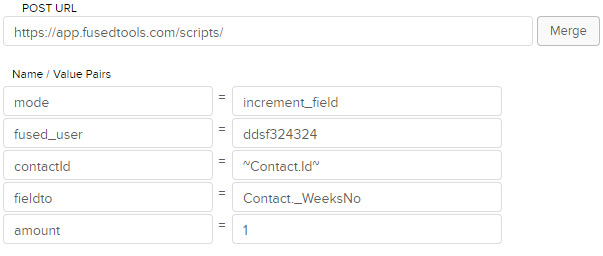 POST URL
https://app.fusedtools.com/scripts/ Merge
Name / Value Pairs
mode = increment_field
fused_user = ddsf324324
contactId = ~Contact.Id~
fieldto = Contact._WeeksNo
amount = 1